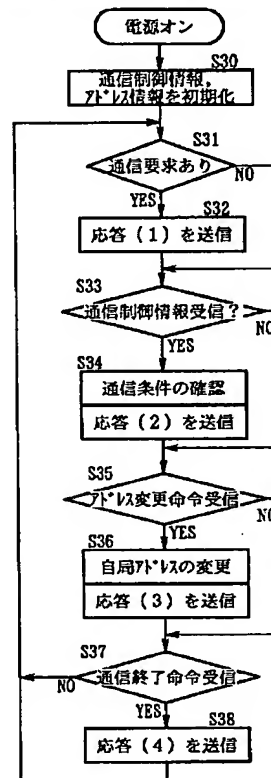 電源オン
S30
通信制御情報,
アドレス情報を初期化
S31
通信要求あり
NO
YES
S32
応答(1)を送信
S33
通信制御情報受信?
NO
YES
S34
通信条件の確認
応答(2)を送信
S35
アドレス変更命令受信
NO
YES
S36
自局アドレスの変更
応答(3)を送信
S37
通信終了命令受信
NO
YES
S38
応答(4)を送信